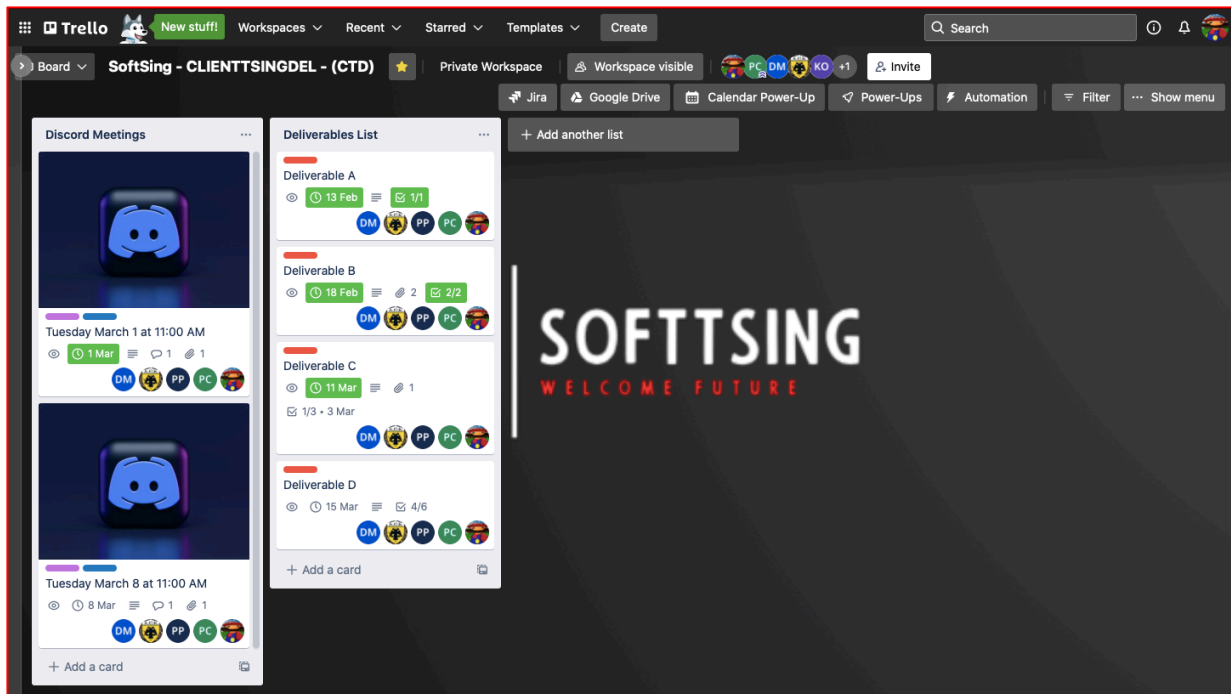 Trello
New stuff!
Workspaces
Recent
Starred
Templates
Create
Search
Board
SoftSing - CLIENTTSINGDEL - (CTD)
Private Workspace
Workspace visible
PC
DM
KO
+1
Invite
Jira
Google Drive
Calendar Power-Up
Power-Ups
Automation
Filter
... Show menu
Discord Meetings ...
Tuesday March 1 at 11:00 AM
1 Mar 1 1
DM PP PC
Tuesday March 8 at 11:00 AM
8 Mar 1 1
DM PP PC
+ Add a card
Deliverables List ...
Deliverable A
13 Feb 1/1
DM PP PC
Deliverable B
18 Feb 2 2/2
DM PP PC
Deliverable C
11 Mar 1
1/3 • 3 Mar
DM PP PC
Deliverable D
15 Mar 4/6
DM PP PC
+ Add a card
+ Add another list
SOFTTSING
WELCOME FUTURE